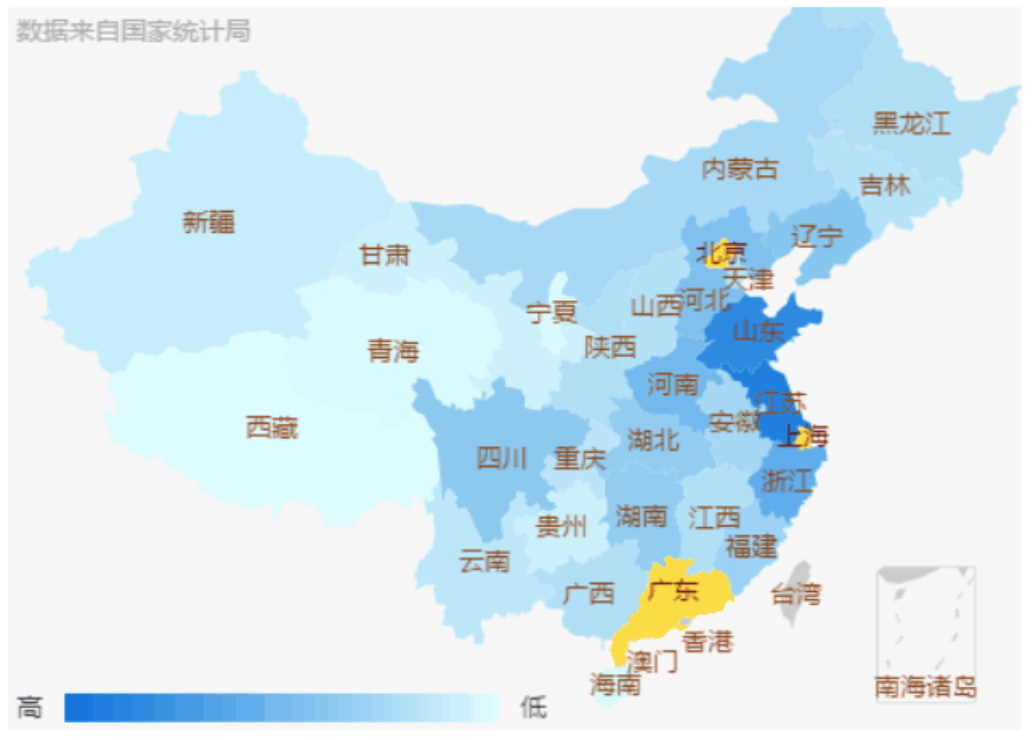 数据来自国家统计局
黑龙江
内蒙古
吉林
新疆
辽宁
北京
甘肃
天津
河北
山西
宁夏
山东
陕西
青海
河南
江苏
安徽
西藏
上海
湖北
四川
重庆
浙江
湖南
江西
贵州
福建
云南
广西
广东
台湾
香港
澳门
海南
南海诸岛
高
低